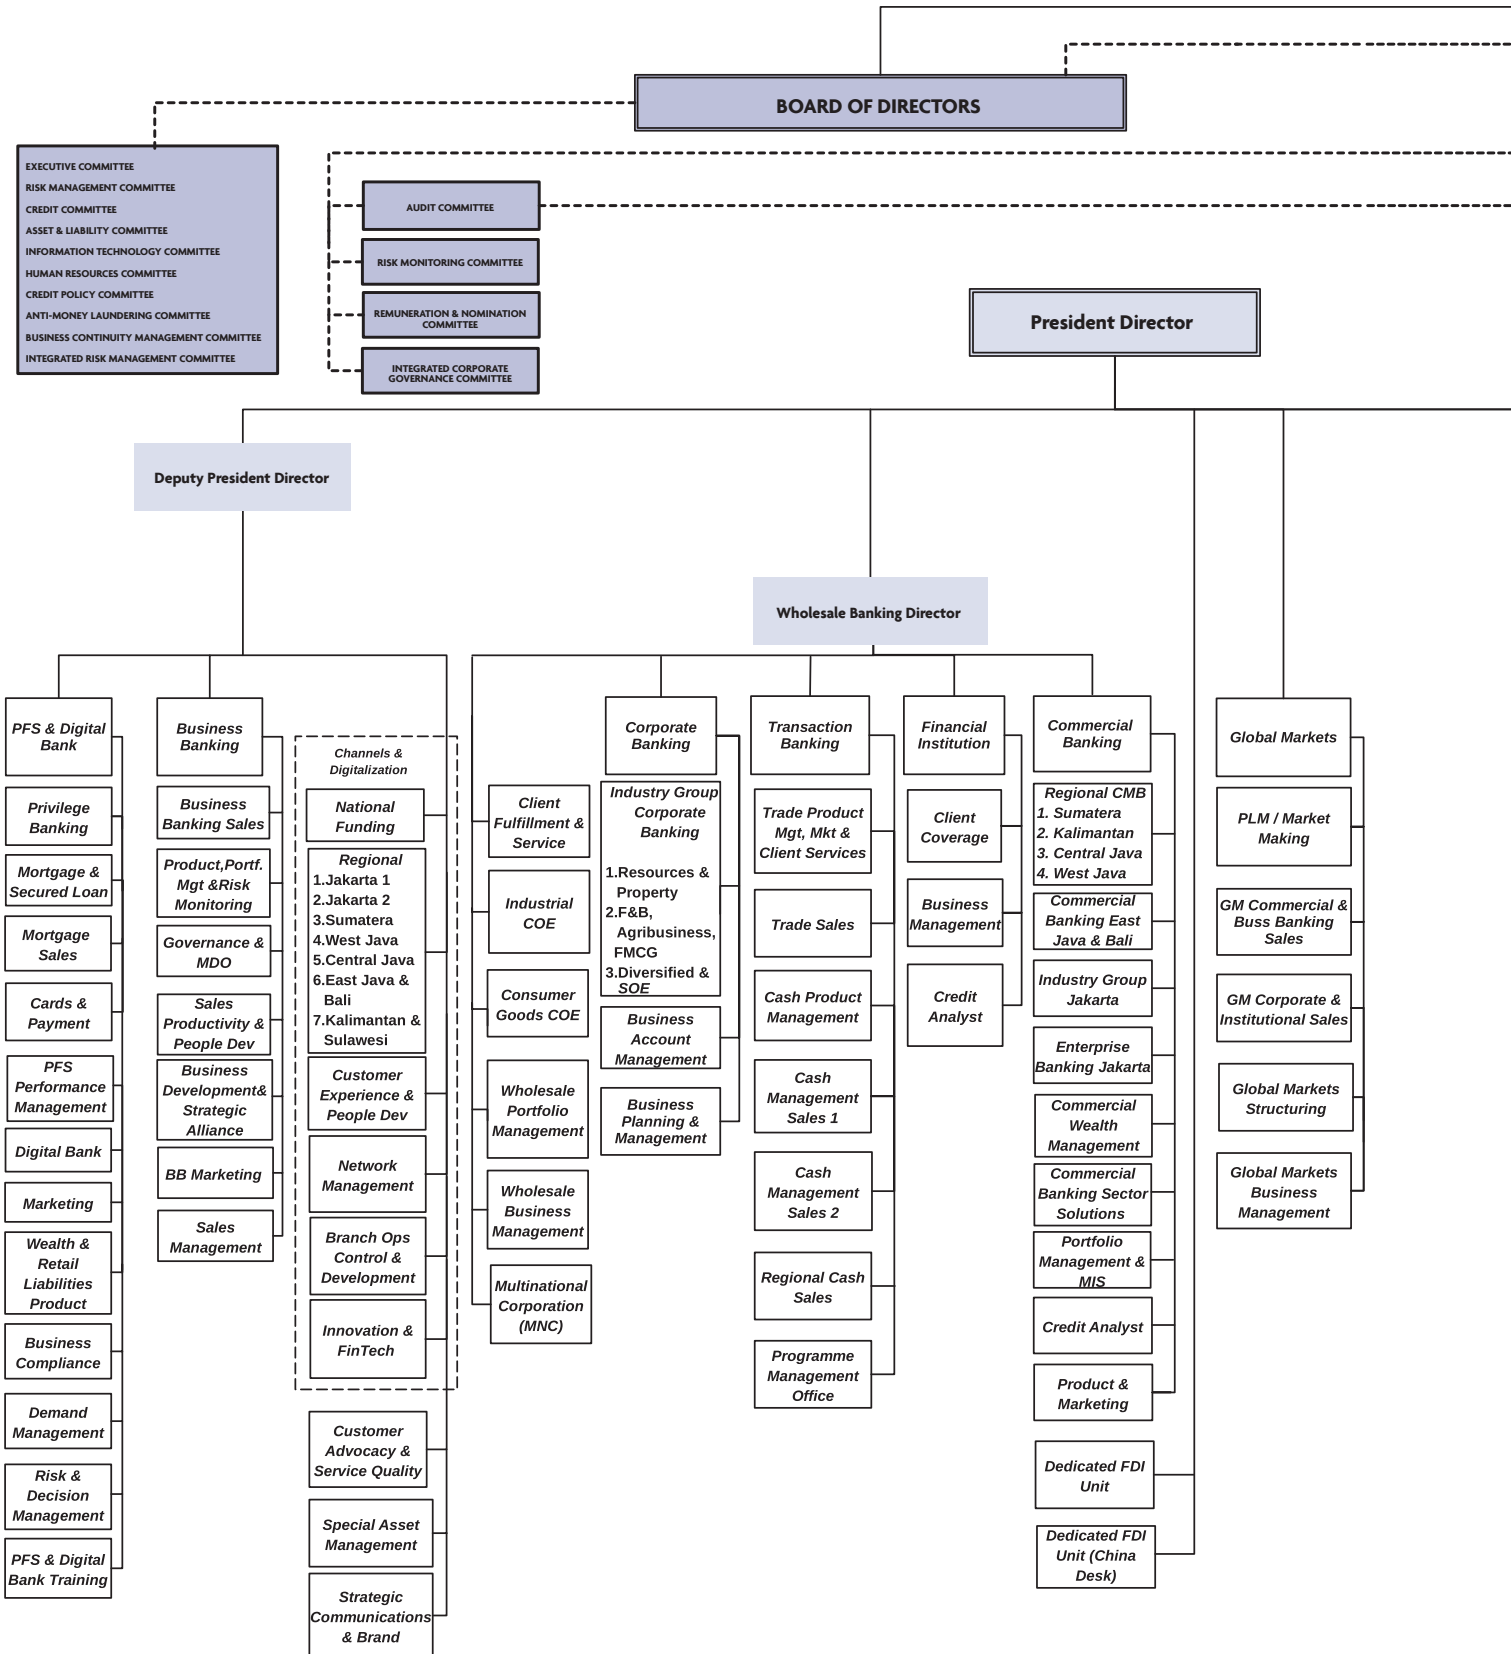 BOARD OF DIRECTORS
EXECUTIVE COMMITTEE
RISK MANAGEMENT COMMITTEE
CREDIT COMMITTEE
ASSET & LIABILITY COMMITTEE
INFORMATION TECHNOLOGY COMMITTEE
HUMAN RESOURCES COMMITTEE
CREDIT POLICY COMMITTEE
ANTI-MONEY LAUNDERING COMMITTEE
BUSINESS CONTINUITY MANAGEMENT COMMITTEE
INTEGRATED RISK MANAGEMENT COMMITTEE
AUDIT COMMITTEE
RISK MONITORING COMMITTEE
REMUNERATION & NOMINATION
COMMITTEE
INTEGRATED CORPORATE
GOVERNANCE COMMITTEE
President Director
Deputy President Director
Wholesale Banking Director
PFS & Digital
Bank
Privilege
Banking
Mortgage &
Secured Loan
Mortgage
Sales
Cards &
Payment
PFS
Performance
Management
Digital Bank
Marketing
Wealth &
Retail
Liabilities
Product
Business
Compliance
Demand
Management
Risk &
Decision
Management
PFS & Digital
Bank Training
Business
Banking
Business
Banking Sales
Product,Portf.
Mgt &Risk
Monitoring
Governance &
MDO
Sales
Productivity &
People Dev
Business
Development&
Strategic
Alliance
BB Marketing
Sales
Management
Channels &
Digitalization
National
Funding
Regional
1.Jakarta 1
2.Jakarta 2
3.Sumatera
4.West Java
5.Central Java
6.East Java &
Bali
7.Kalimantan &
Sulawesi
Customer
Experience &
People Dev
Network
Management
Branch Ops
Control &
Development
Innovation &
FinTech
Customer
Advocacy &
Service Quality
Special Asset
Management
Strategic
Communications
& Brand
Client
Fulfillment &
Service
Industrial
COE
Consumer
Goods COE
Wholesale
Portfolio
Management
Wholesale
Business
Management
Multinational
Corporation
(MNC)
Corporate
Banking
Industry Group
Corporate
Banking
1.Resources &
Property
2.F&B,
Agribusiness,
FMCG
3.Diversified &
SOE
Business
Account
Management
Business
Planning &
Management
Transaction
Banking
Trade Product
Mgt, Mkt &
Client Services
Trade Sales
Cash Product
Management
Cash
Management
Sales 1
Cash
Management
Sales 2
Regional Cash
Sales
Programme
Management
Office
Financial
Institution
Client
Coverage
Business
Management
Credit
Analyst
Commercial
Banking
Regional CMB
1. Sumatera
2. Kalimantan
3. Central Java
4. West Java
Commercial
Banking East
Java & Bali
Industry Group
Jakarta
Enterprise
Banking Jakarta
Commercial
Wealth
Management
Commercial
Banking Sector
Solutions
Portfolio
Management &
MIS
Credit Analyst
Product &
Marketing
Dedicated FDI
Unit
Dedicated FDI
Unit (China
Desk)
Global Markets
PLM / Market
Making
GM Commercial &
Buss Banking
Sales
GM Corporate &
Institutional Sales
Global Markets
Structuring
Global Markets
Business
Management